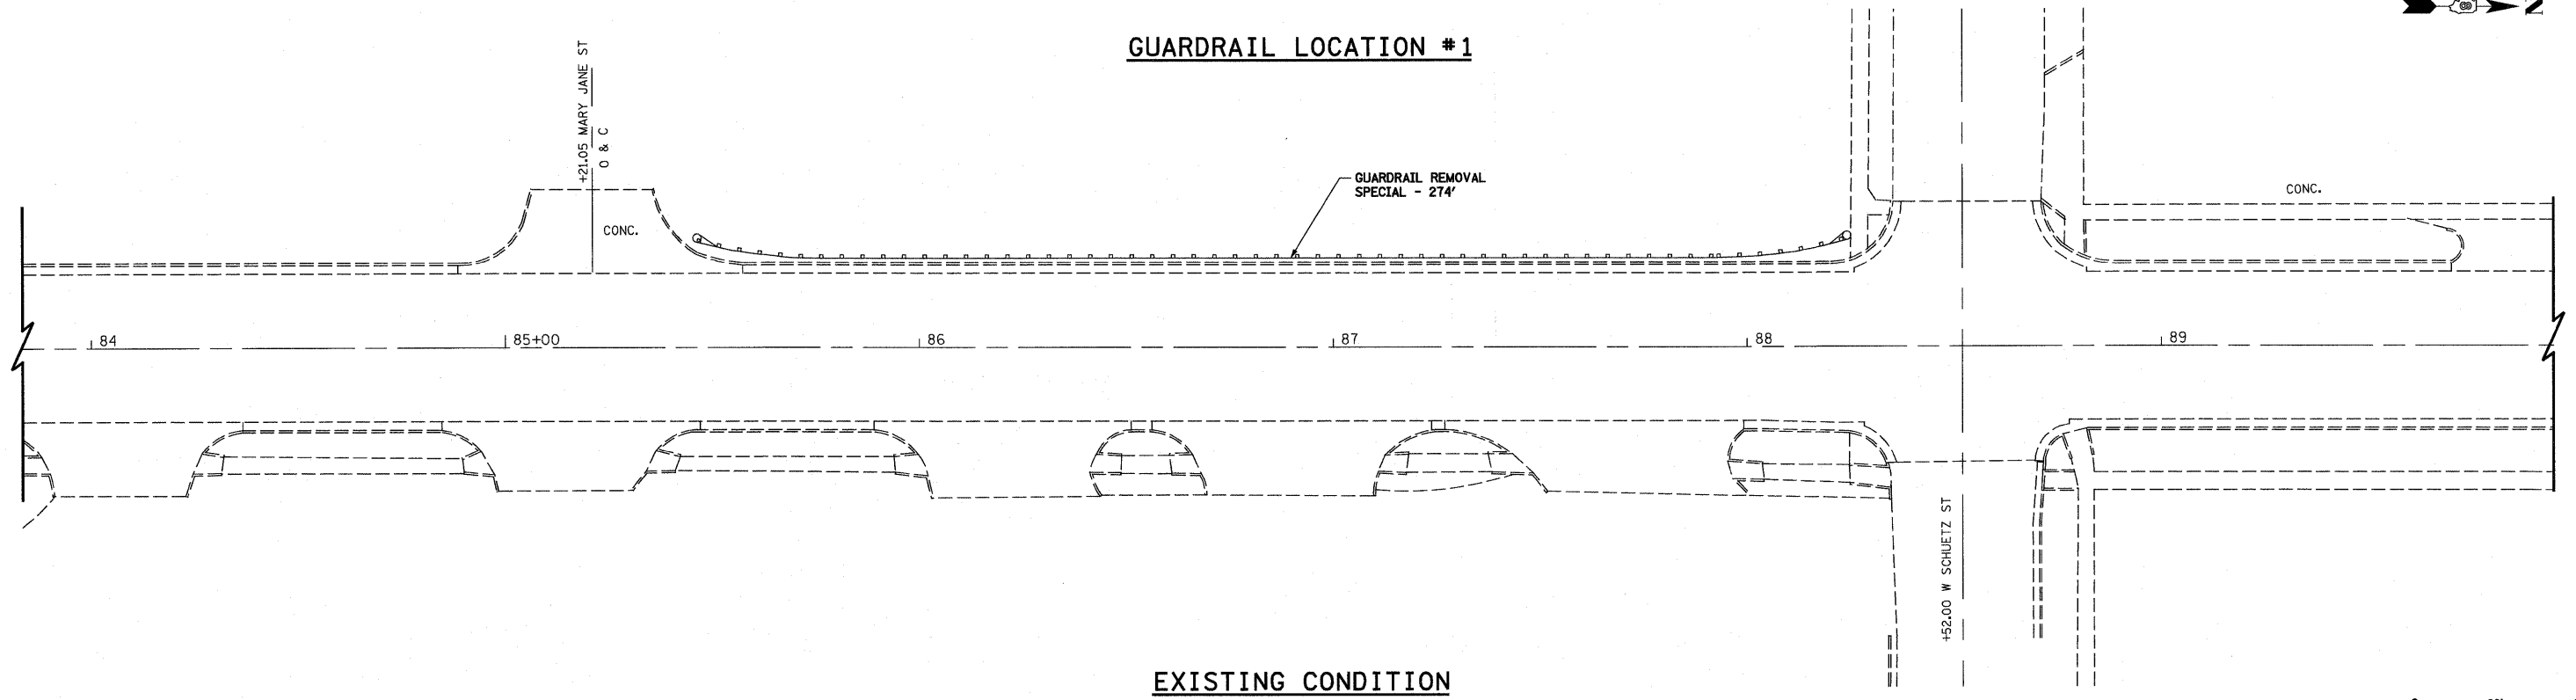 GUARDRAIL LOCATION #1
+21.05 MARY JANE ST
O & C
GUARDRAIL REMOVAL
SPECIAL - 274'
CONC.
CONC.
84
85+00
86
87
88
89
+52.00 W SCHUETZ ST
EXISTING CONDITION